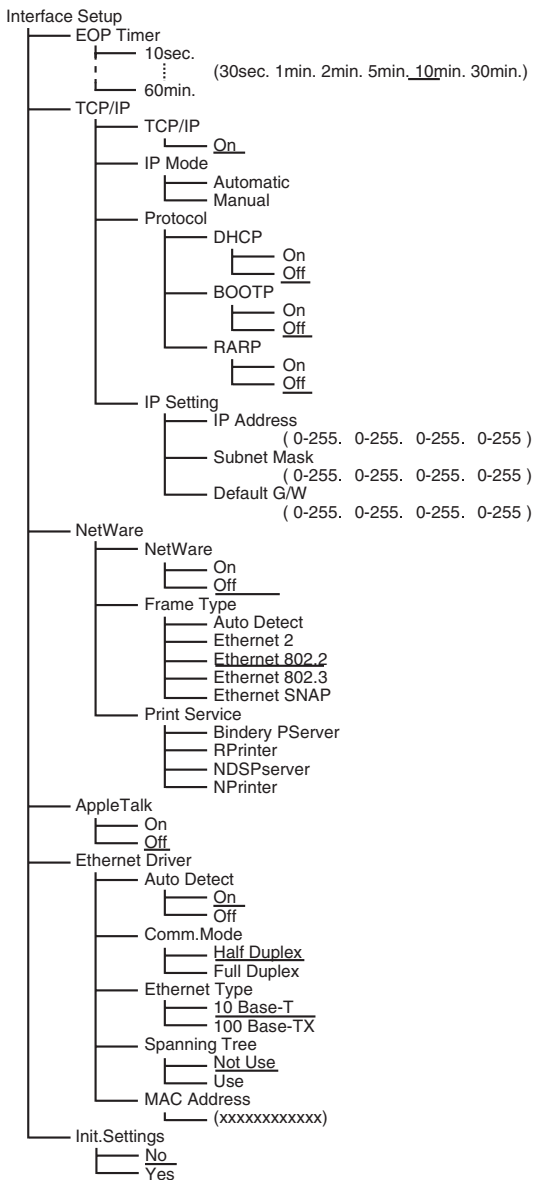 Interface Setup
EOP Timer
10sec.
(30sec. 1min. 2min. 5min. 10min. 30min.)
60min.
TCP/IP
TCP/IP
On
IP Mode
Automatic
Manual
Protocol
DHCP
On
Off
BOOTP
On
Off
RARP
On
Off
IP Setting
IP Address
( 0-255. 0-255. 0-255. 0-255 )
Subnet Mask
( 0-255. 0-255. 0-255. 0-255 )
Default G/W
( 0-255. 0-255. 0-255. 0-255 )
NetWare
NetWare
On
Off
Frame Type
Auto Detect
Ethernet 2
Ethernet 802.2
Ethernet 802.3
Ethernet SNAP
Print Service
Bindery PServer
RPrinter
NDSPserver
NPrinter
AppleTalk
On
Off
Ethernet Driver
Auto Detect
On
Off
Comm.Mode
Half Duplex
Full Duplex
Ethernet Type
10 Base-T
100 Base-TX
Spanning Tree
Not Use
Use
MAC Address
(xxxxxxxxxxxx)
Init.Settings
No
Yes